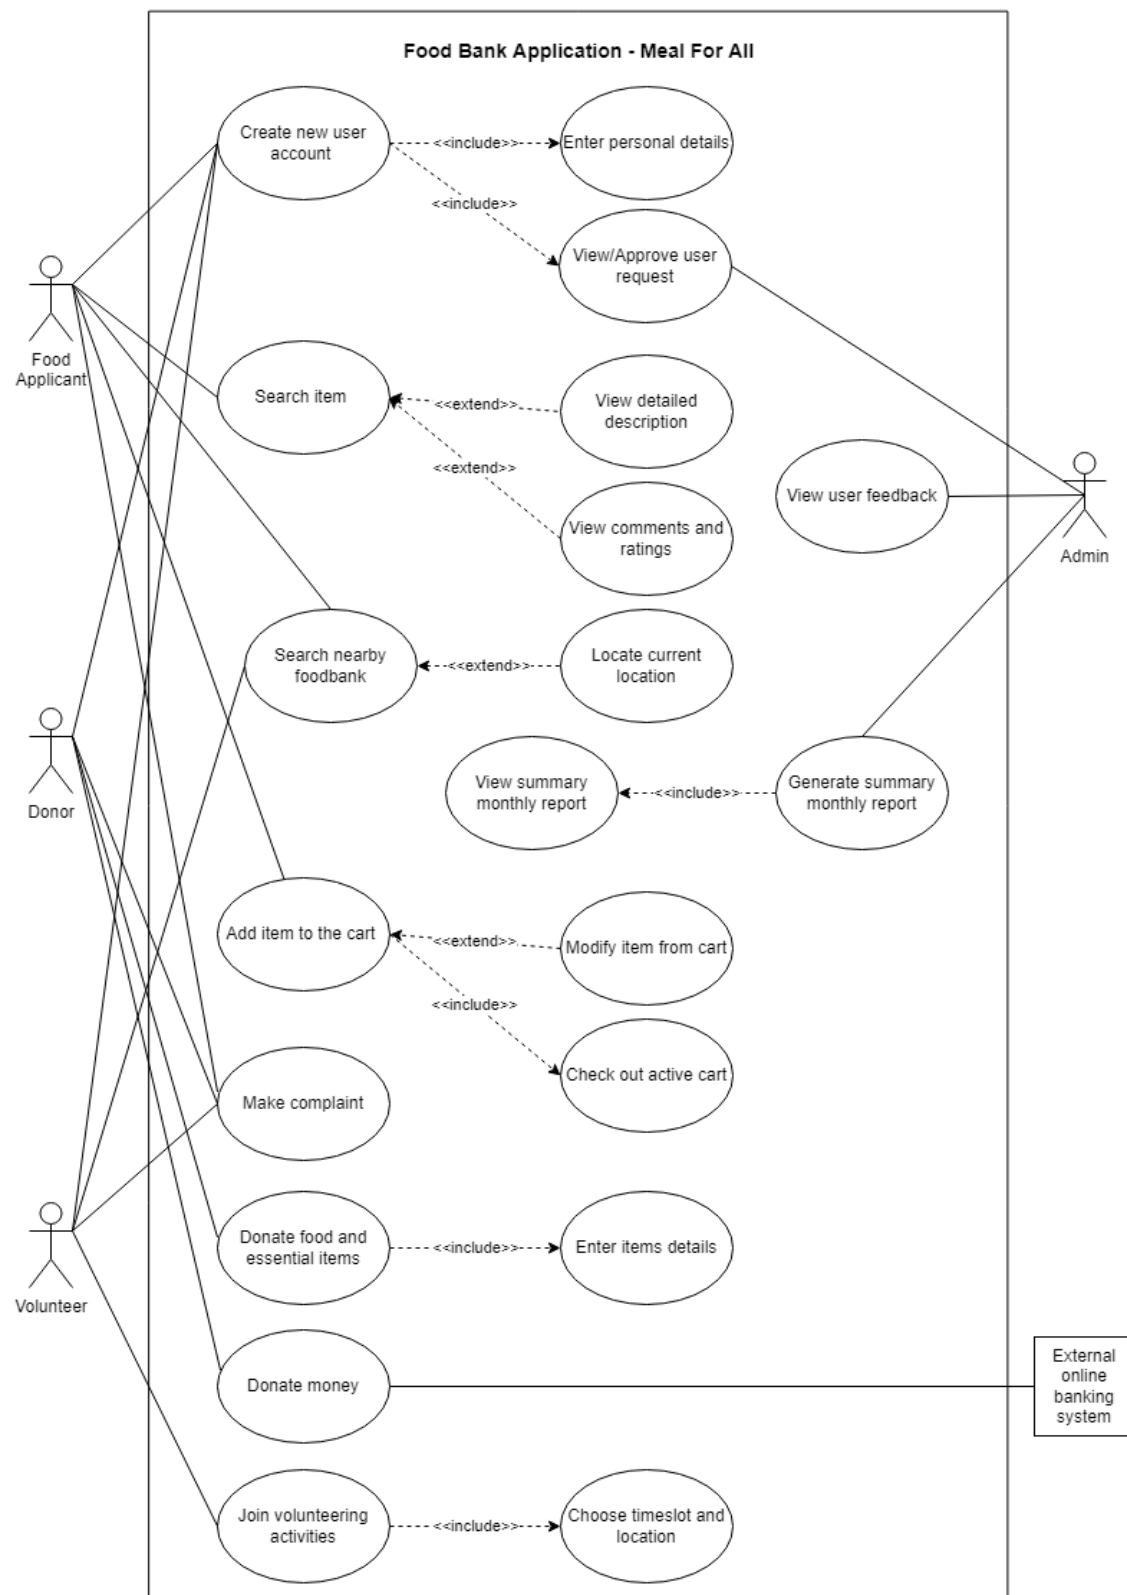 Food Bank Application - Meal For All
Create new user
account
<<include>>
Enter personal details
<<include>>
View/Approve user
request
Food
Applicant
Search item
<<extend>>
View detailed
description
<<extend>>
View comments and
ratings
View user feedback
Admin
Search nearby
foodbank
<<extend>>
Locate current
location
Donor
View summary
monthly report
<<include>>
Generate summary
monthly report
Add item to the cart
<<extend>>
Modify item from cart
<<include>>
Check out active cart
Make complaint
Volunteer
Donate food and
essential items
<<include>>
Enter items details
Donate money
External
online
banking
system
Join volunteering
activities
<<include>>
Choose timeslot and
location